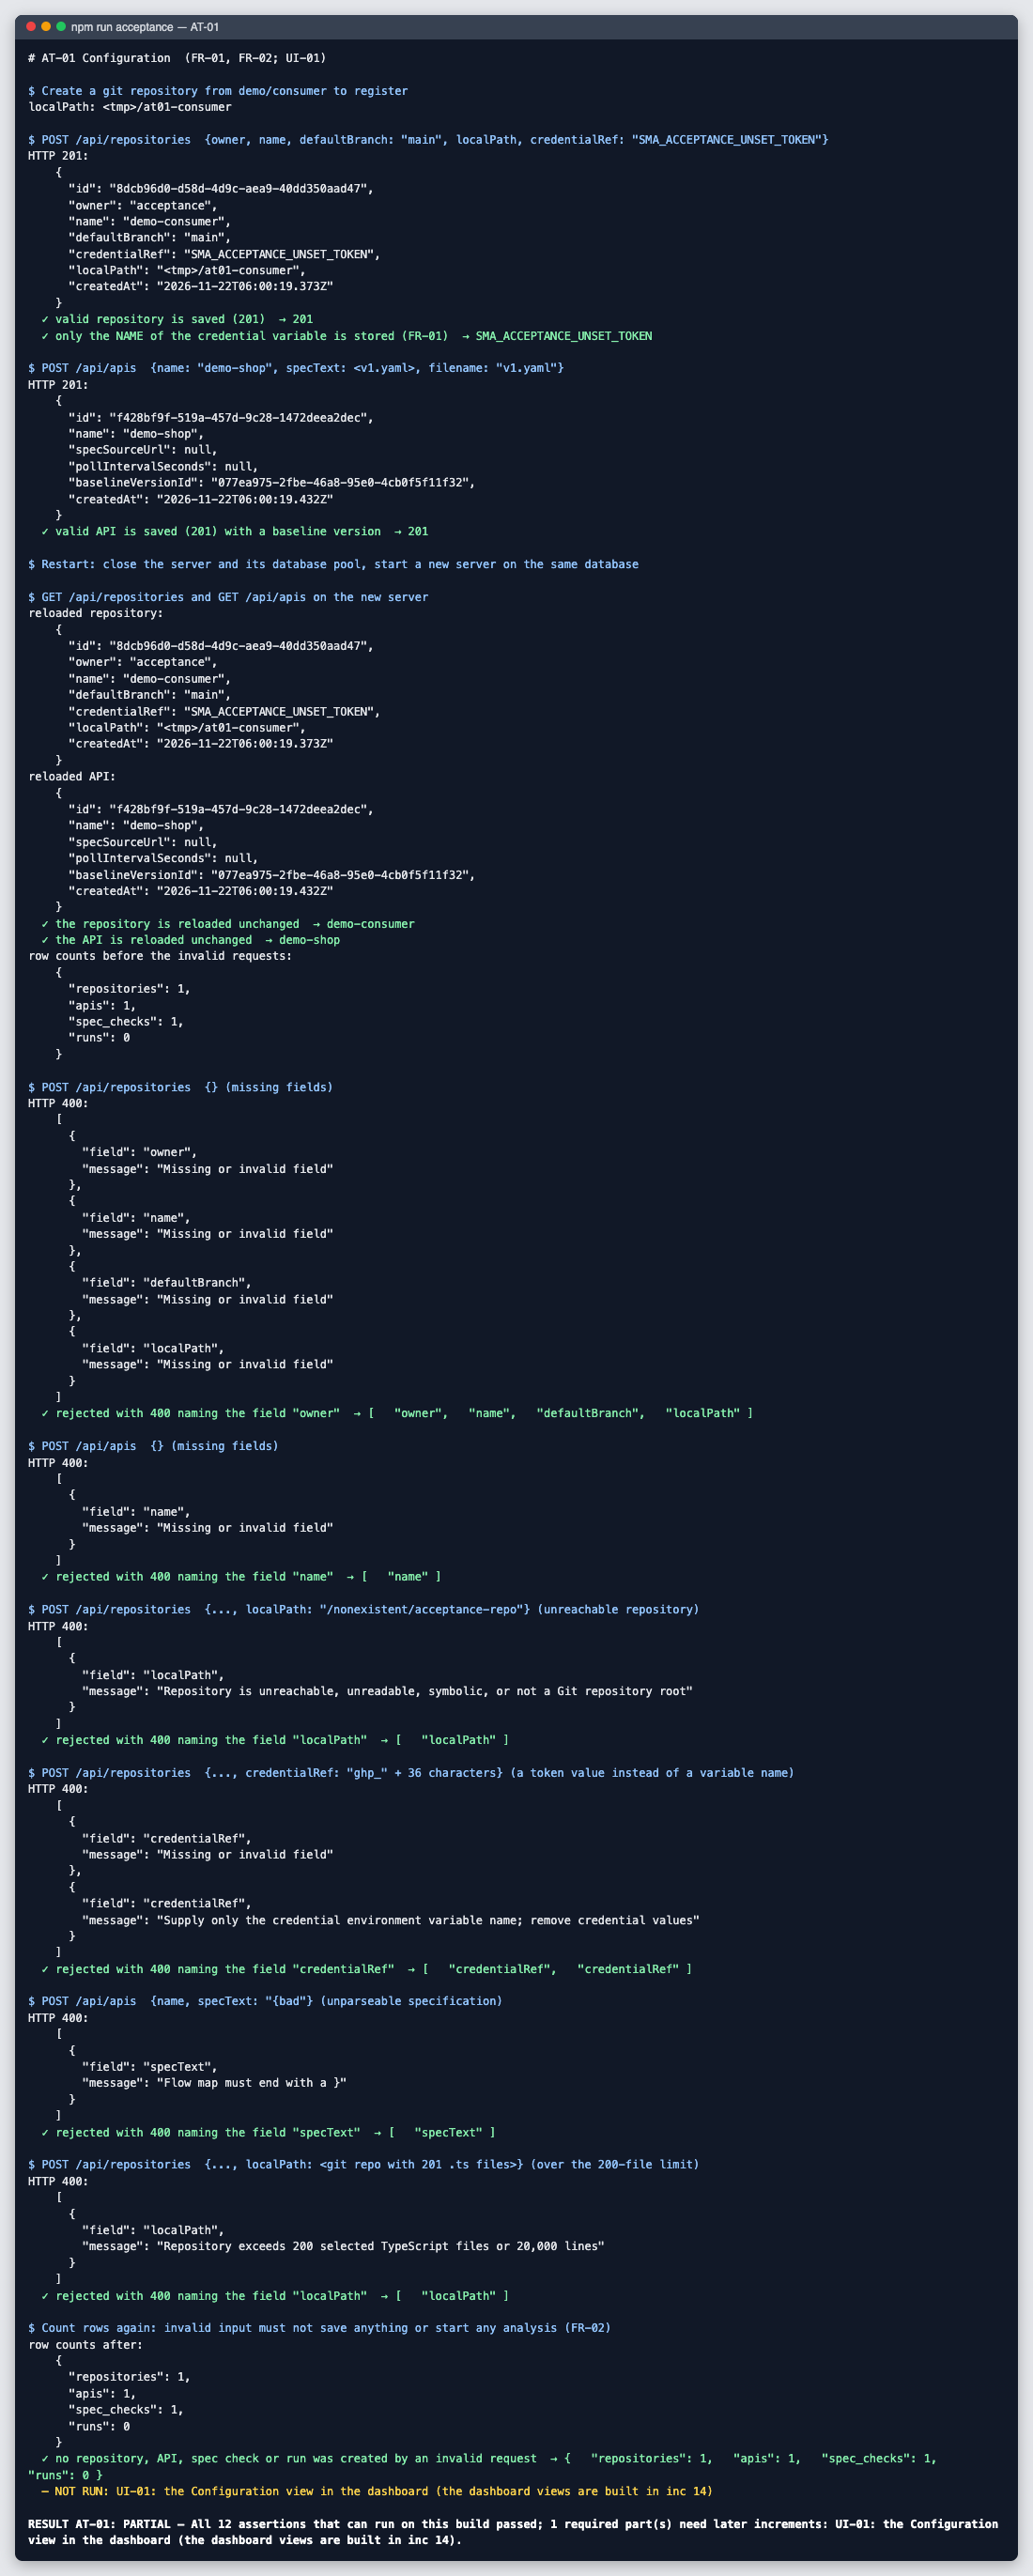 npm run acceptance — AT-01
# AT-01 Configuration  (FR-01, FR-02; UI-01)
$ Create a git repository from demo/consumer to register
localPath: <tmp>/at01-consumer
$ POST /api/repositories  {owner, name, defaultBranch: "main", localPath, credentialRef: "SMA_ACCEPTANCE_UNSET_TOKEN"}
HTTP 201:
    {
      "id": "8dcb96d0-d58d-4d9c-aea9-40dd350aad47",
      "owner": "acceptance",
      "name": "demo-consumer",
      "defaultBranch": "main",
      "credentialRef": "SMA_ACCEPTANCE_UNSET_TOKEN",
      "localPath": "<tmp>/at01-consumer",
      "createdAt": "2026-11-22T06:00:19.373Z"
    }
  ✓ valid repository is saved (201)  → 201
  ✓ only the NAME of the credential variable is stored (FR-01)  → SMA_ACCEPTANCE_UNSET_TOKEN
$ POST /api/apis  {name: "demo-shop", specText: <v1.yaml>, filename: "v1.yaml"}
HTTP 201:
    {
      "id": "f428bf9f-519a-457d-9c28-1472deea2dec",
      "name": "demo-shop",
      "specSourceUrl": null,
      "pollIntervalSeconds": null,
      "baselineVersionId": "077ea975-2fbe-46a8-95e0-4cb0f5f11f32",
      "createdAt": "2026-11-22T06:00:19.432Z"
    }
  ✓ valid API is saved (201) with a baseline version  → 201
$ Restart: close the server and its database pool, start a new server on the same database
$ GET /api/repositories and GET /api/apis on the new server
reloaded repository:
    {
      "id": "8dcb96d0-d58d-4d9c-aea9-40dd350aad47",
      "owner": "acceptance",
      "name": "demo-consumer",
      "defaultBranch": "main",
      "credentialRef": "SMA_ACCEPTANCE_UNSET_TOKEN",
      "localPath": "<tmp>/at01-consumer",
      "createdAt": "2026-11-22T06:00:19.373Z"
    }
reloaded API:
    {
      "id": "f428bf9f-519a-457d-9c28-1472deea2dec",
      "name": "demo-shop",
      "specSourceUrl": null,
      "pollIntervalSeconds": null,
      "baselineVersionId": "077ea975-2fbe-46a8-95e0-4cb0f5f11f32",
      "createdAt": "2026-11-22T06:00:19.432Z"
    }
  ✓ the repository is reloaded unchanged  → demo-consumer
  ✓ the API is reloaded unchanged  → demo-shop
row counts before the invalid requests:
    {
      "repositories": 1,
      "apis": 1,
      "spec_checks": 1,
      "runs": 0
    }
$ POST /api/repositories  {} (missing fields)
HTTP 400:
    [
      {
        "field": "owner",
        "message": "Missing or invalid field"
      },
      {
        "field": "name",
        "message": "Missing or invalid field"
      },
      {
        "field": "defaultBranch",
        "message": "Missing or invalid field"
      },
      {
        "field": "localPath",
        "message": "Missing or invalid field"
      }
    ]
  ✓ rejected with 400 naming the field "owner"  → [   "owner",   "name",   "defaultBranch",   "localPath" ]
$ POST /api/apis  {} (missing fields)
HTTP 400:
    [
      {
        "field": "name",
        "message": "Missing or invalid field"
      }
    ]
  ✓ rejected with 400 naming the field "name"  → [   "name" ]
$ POST /api/repositories  {..., localPath: "/nonexistent/acceptance-repo"} (unreachable repository)
HTTP 400:
    [
      {
        "field": "localPath",
        "message": "Repository is unreachable, unreadable, symbolic, or not a Git repository root"
      }
    ]
  ✓ rejected with 400 naming the field "localPath"  → [   "localPath" ]
$ POST /api/repositories  {..., credentialRef: "ghp_" + 36 characters} (a token value instead of a variable name)
HTTP 400:
    [
      {
        "field": "credentialRef",
        "message": "Missing or invalid field"
      },
      {
        "field": "credentialRef",
        "message": "Supply only the credential environment variable name; remove credential values"
      }
    ]
  ✓ rejected with 400 naming the field "credentialRef"  → [   "credentialRef",   "credentialRef" ]
$ POST /api/apis  {name, specText: "{bad"} (unparseable specification)
HTTP 400:
    [
      {
        "field": "specText",
        "message": "Flow map must end with a }"
      }
    ]
  ✓ rejected with 400 naming the field "specText"  → [   "specText" ]
$ POST /api/repositories  {..., localPath: <git repo with 201 .ts files>} (over the 200-file limit)
HTTP 400:
    [
      {
        "field": "localPath",
        "message": "Repository exceeds 200 selected TypeScript files or 20,000 lines"
      }
    ]
  ✓ rejected with 400 naming the field "localPath"  → [   "localPath" ]
$ Count rows again: invalid input must not save anything or start any analysis (FR-02)
row counts after:
    {
      "repositories": 1,
      "apis": 1,
      "spec_checks": 1,
      "runs": 0
    }
  ✓ no repository, API, spec check or run was created by an invalid request  → {   "repositories": 1,   "apis": 1,   "spec_checks": 1,
"runs": 0 }
  — NOT RUN: UI-01: the Configuration view in the dashboard (the dashboard views are built in inc 14)
RESULT AT-01: PARTIAL — All 12 assertions that can run on this build passed; 1 required part(s) need later increments: UI-01: the Configuration
view in the dashboard (the dashboard views are built in inc 14).